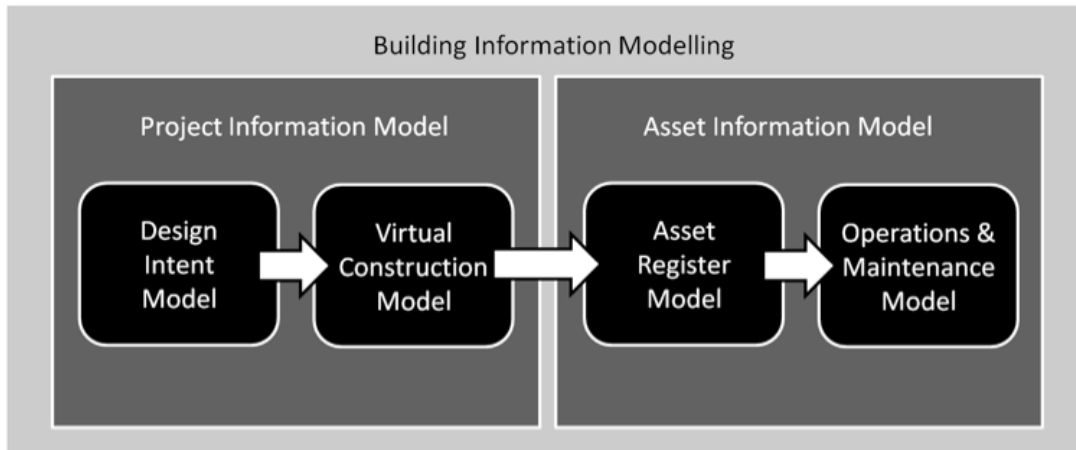 Building Information Modelling
Project Information Model
Design
Intent
Model
Virtual
Construction
Model
Asset Information Model
Asset
Register
Model
Operations &
Maintenance
Model